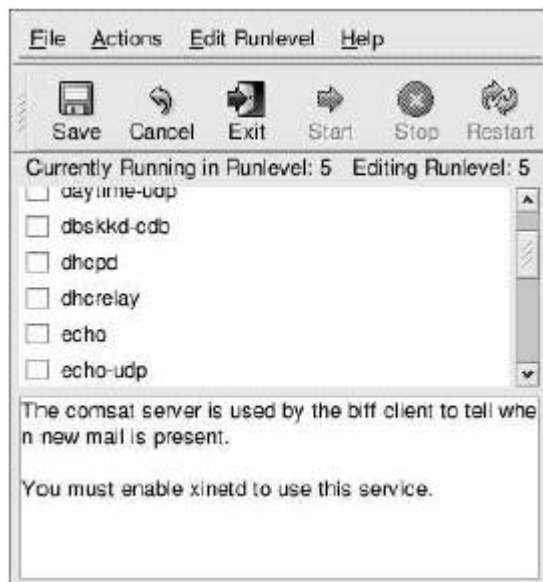 File Actions Edit Runlevel Help
Save Cancel Exit Start Stop Restart
Currently Running in Runlevel: 5 Editing Runlevel: 5
daytime-udp
dbskkd-cdb
dhcpd
dhcrelay
echo
echo-udp
The comsat server is used by the biff client to tell whe
n new mail is present.
You must enable xinetd to use this service.